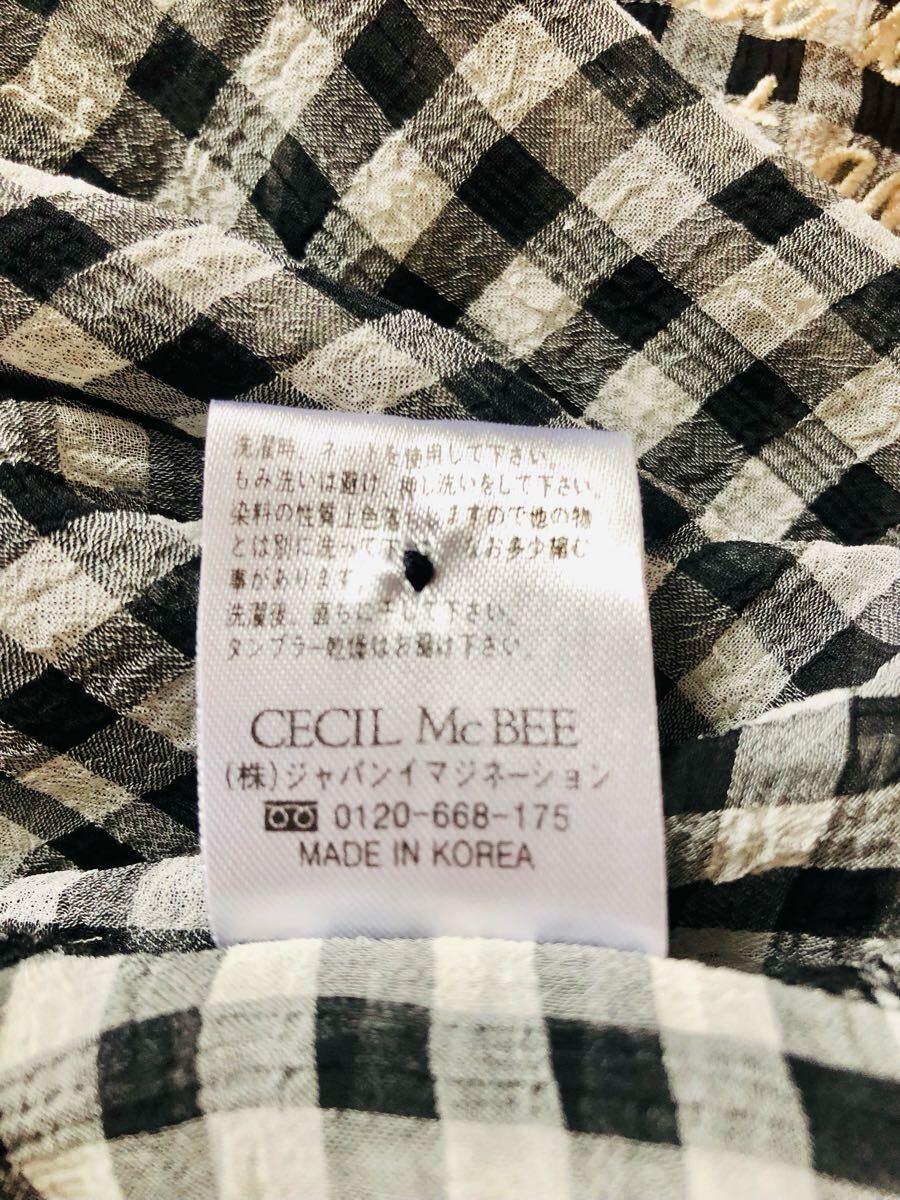 洗濯時、ネットを使用して下さい。
もみ洗いは避け、押し洗いをして下さい。
染料の性質上色落 しますので他の物
とは別に洗って下 なお多少縮む
事があります。
洗濯後、直ちに干して下さい。
タンブラー乾燥はお避け下さい。
CECIL McBEE
(株)ジャパンイマジネーション
0120-668-175
MADE IN KOREA